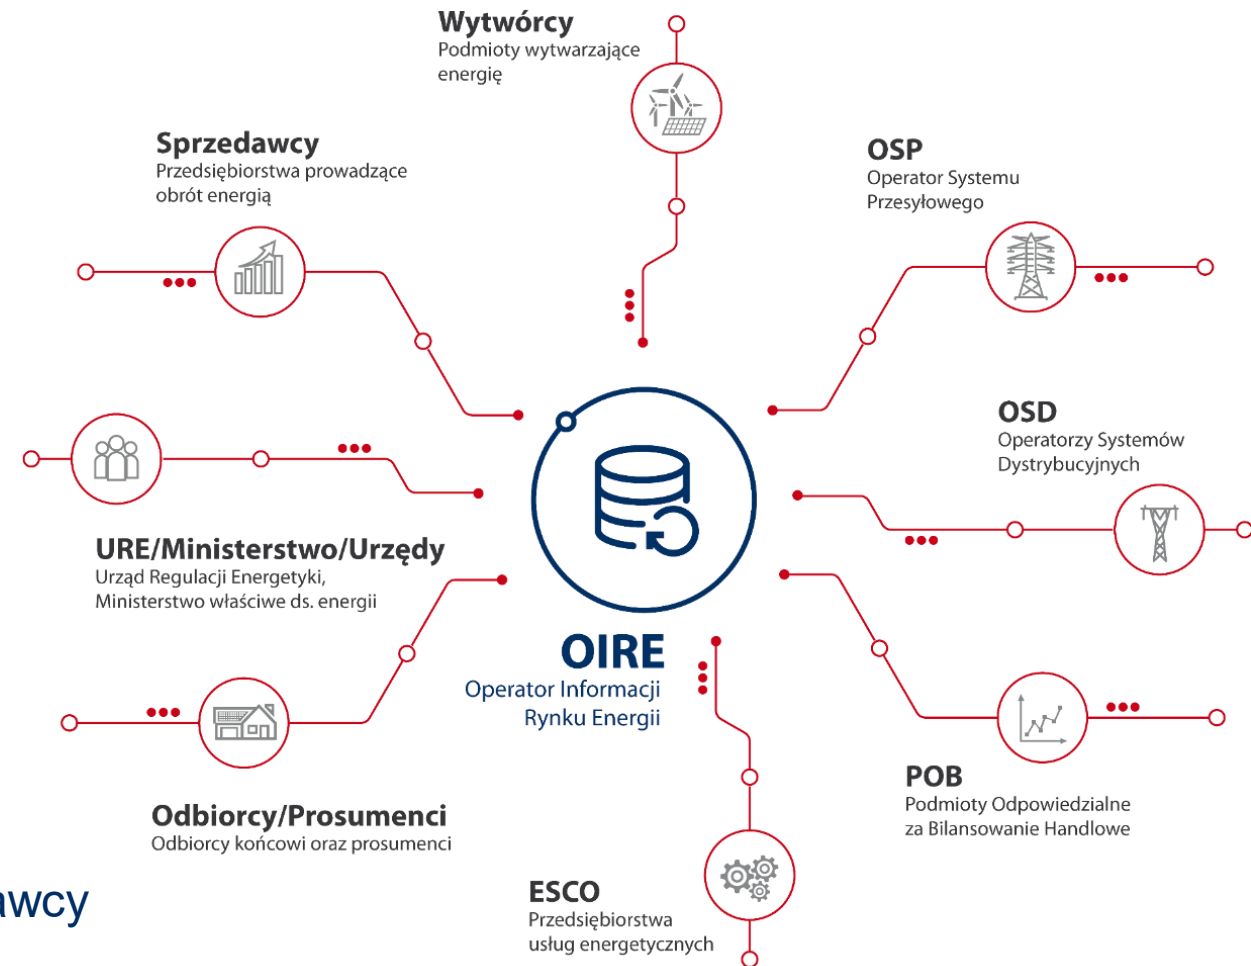 Wytwórcy
Podmioty wytwarzające
energię
Sprzedawcy
Przedsiębiorstwa prowadzące
obrót energią
OSP
Operator Systemu
Przesyłowego
OSD
Operatorzy Systemów
Dystrybucyjnych
URE/Ministerstwo/Urzędy
Urząd Regulacji Energetyki,
Ministerstwo właściwe ds. energii
OIRE
Operator Informacji
Rynku Energii
POB
Podmioty Odpowiedzialne
za Bilansowanie Handlowe
Odbiorcy/Prosumenci
Odbiorcy końcowi oraz prosumenci
ESCO
Przedsiębiorstwa
usług energetycznych